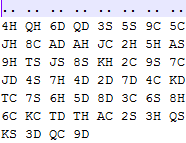 .. .. .. .. .. .. ..
4H QH 6D QD 3S 5S 9C 5C
JH 8C AD AH JC 2H 5H AS
9H TS JS 8S KH 2C 9S 7C
JD 4S 7H 4D 2D 7D 4C KD
TC 7S 6H 5D 8D 3C 6S 8H
6C KC TD TH AC 2S 3H QS
KS 3D QC 9D